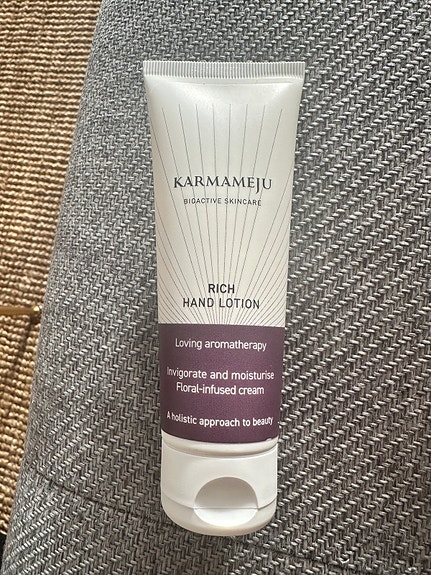 KARMAMEJU
BIOACTIVE SKINCARE
RICH
HAND LOTION
Loving aromatherapy
Invigorate and moisturise
Floral-infused cream
A holistic approach to beauty